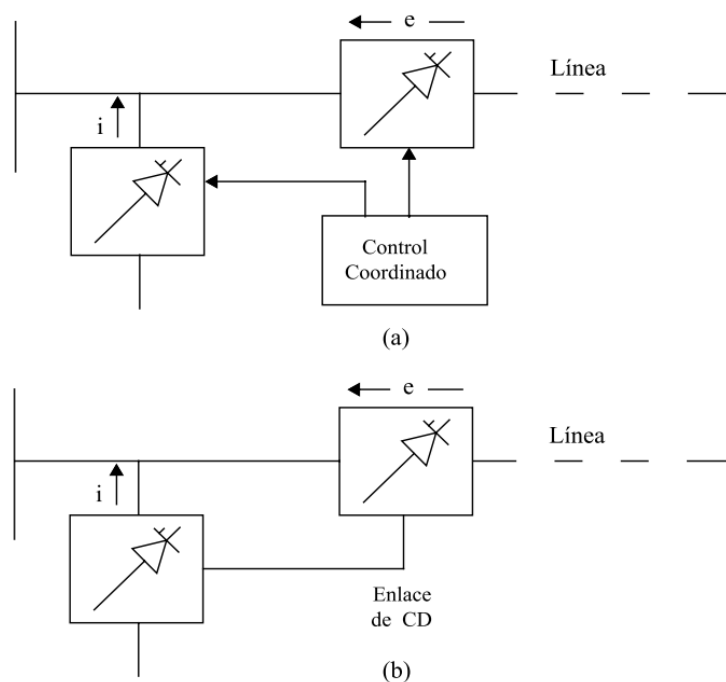 e
Línea
i
Control
Coordinado
(a)
e
Línea
i
Enlace
de CD
(b)